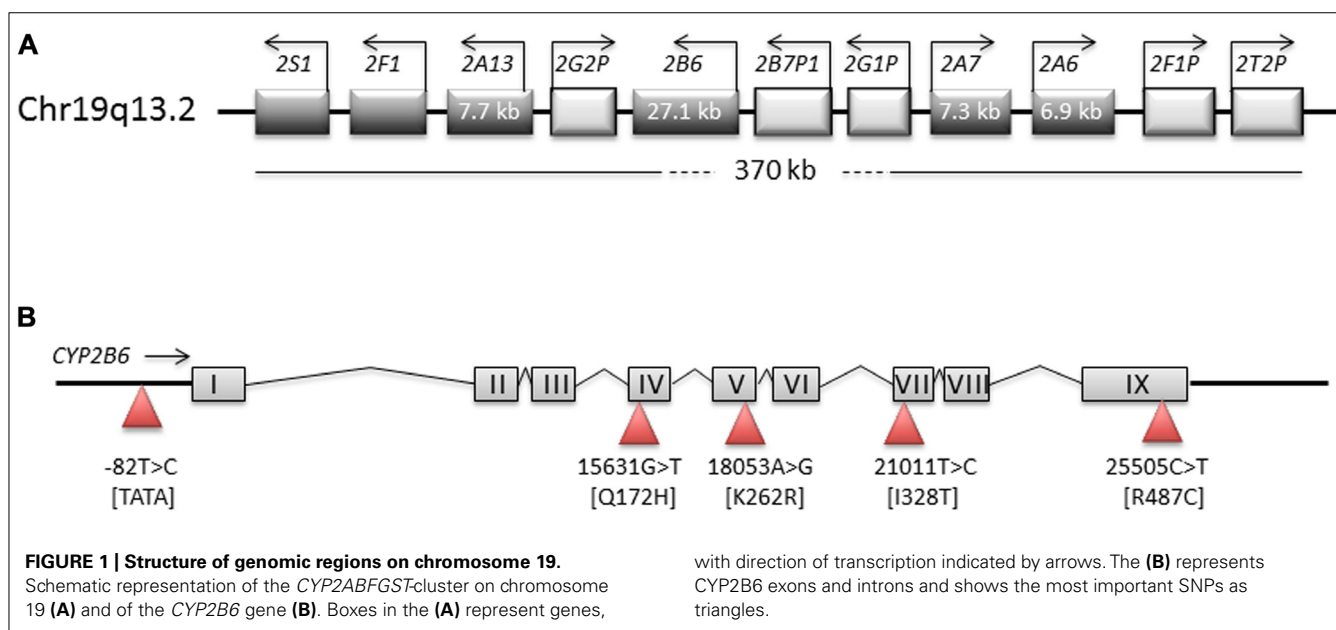 A
2S1 2F1 2A13 2G2P 2B6 2B7P1 2G1P 2A7 2A6 2F1P 2T2P
Chr19q13.2 7.7 kb 27.1 kb 7.3 kb 6.9 kb
370 kb
B
CYP2B6
I II III IV V VI VII VIII IX
-82T>C 15631G>T 18053A>G 21011T>C 25505C>T
[TATA] [Q172H] [K262R] [I328T] [R487C]
FIGURE 1 | Structure of genomic regions on chromosome 19.
Schematic representation of the CYP2ABFGST-cluster on chromosome
19 (A) and of the CYP2B6 gene (B). Boxes in the (A) represent genes,
with direction of transcription indicated by arrows. The (B) represents
CYP2B6 exons and introns and shows the most important SNPs as
triangles.